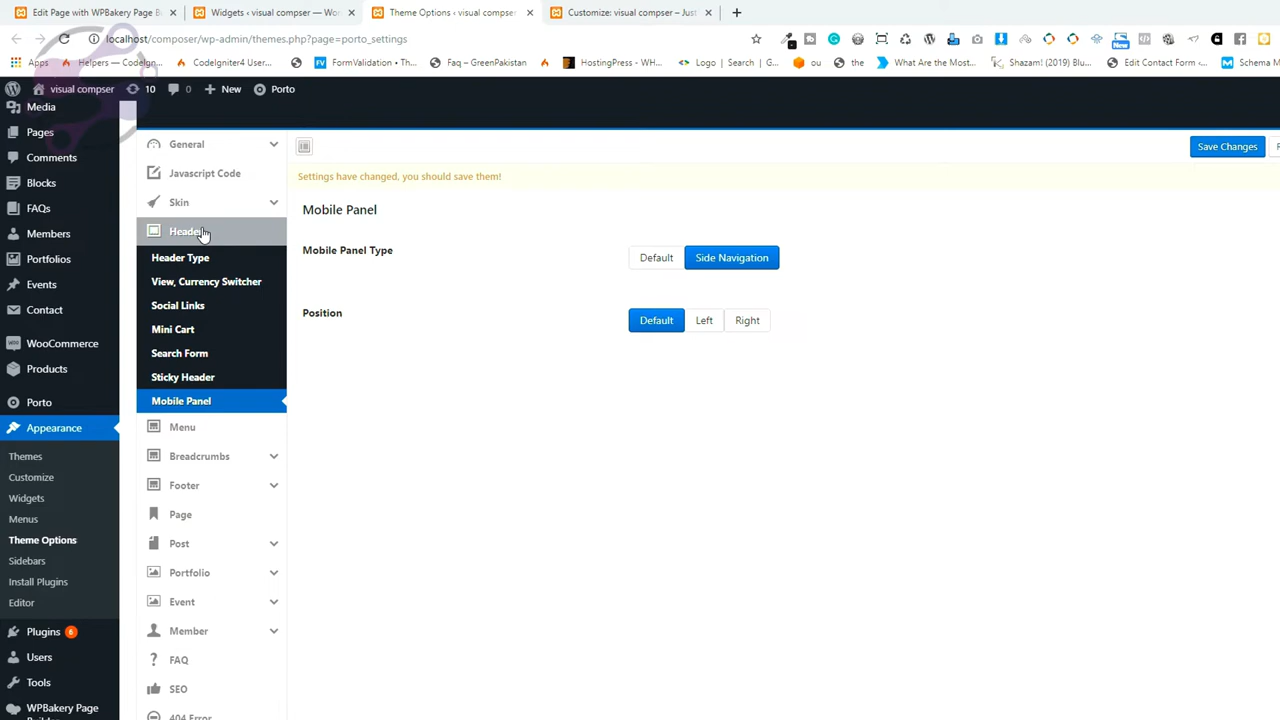 Edit Page with WPBakery Page B
Widgets ‹ visual compser — Wor
Theme Options ‹ visual compser
Customize: visual compser – Just
localhost/composer/wp-admin/themes.php?page=porto_settings
New
Apps
Helpers — CodeIgn...
CodeIgniter4 User...
FormValidation • Th...
Faq – GreenPakistan
HostingPress - WH...
Logo | Search | G...
ou
the
What Are the Most...
Shazam! (2019) Blu...
Edit Contact Form ‹...
Schema M
visual compser
10
0
New
Porto
Media
Pages
Comments
Blocks
FAQs
Members
Portfolios
Events
Contact
WooCommerce
Products
Porto
Appearance
Themes
Customize
Widgets
Menus
Theme Options
Sidebars
Install Plugins
Editor
Plugins 6
Users
Tools
WPBakery Page
General
Javascript Code
Skin
Header
Header Type
View, Currency Switcher
Social Links
Mini Cart
Search Form
Sticky Header
Mobile Panel
Menu
Breadcrumbs
Footer
Page
Post
Portfolio
Event
Member
FAQ
SEO
404 Error
Save Changes
Settings have changed, you should save them!
Mobile Panel
Mobile Panel Type
Default
Side Navigation
Position
Default
Left
Right